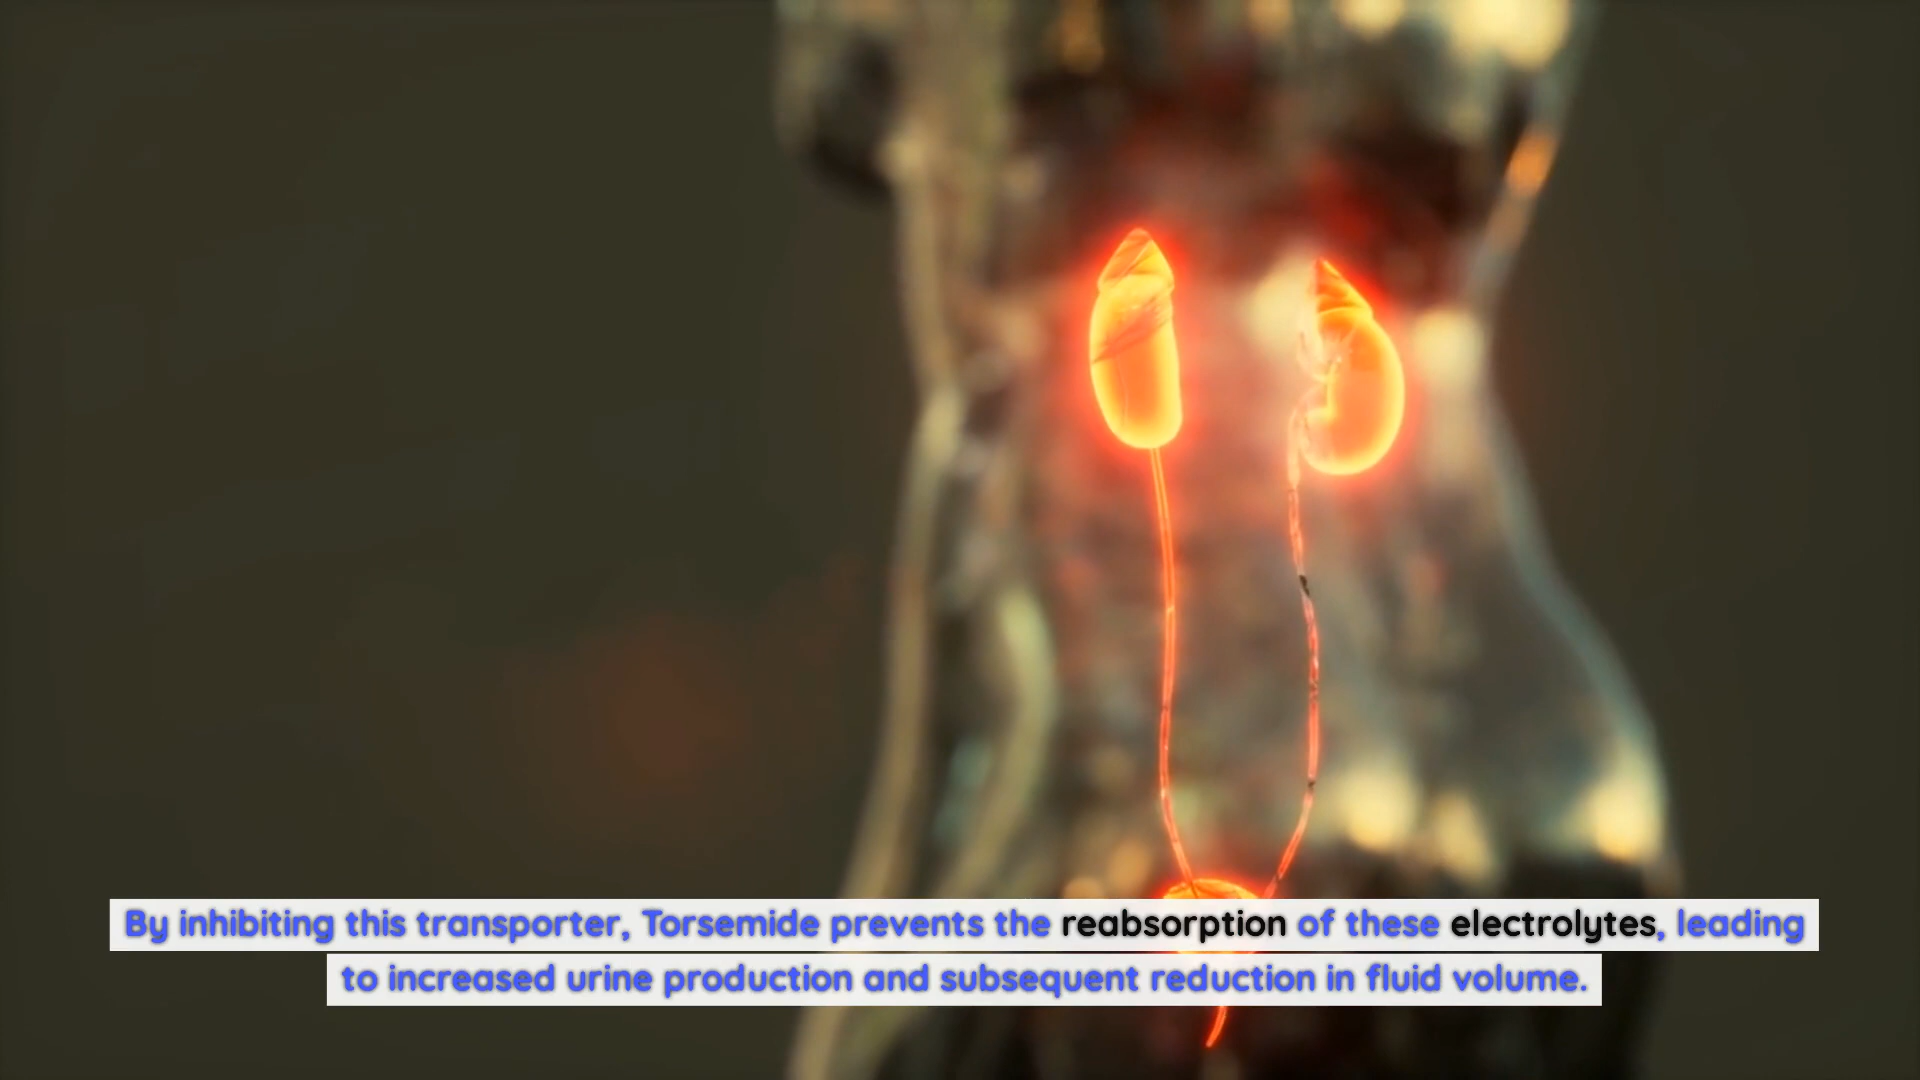 By inhibiting this transporter, Torsemide prevents the reabsorption of these electrolytes, leading
to increased urine production and subsequent reduction in fluid volume.